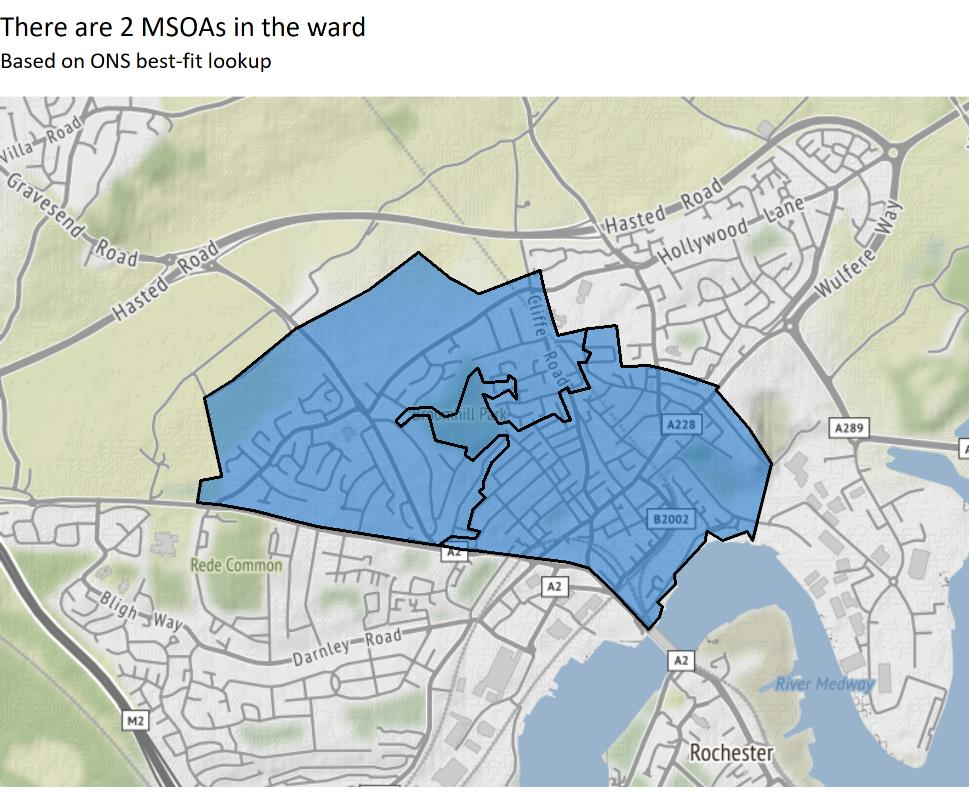 There are 2 MSOAs in the ward
Based on ONS best-fit lookup
Villa Road
Gravesend Road
Hasted Road
Hasted Road
Hollywood Lane
Wulfere Way
Cliffe Road
A228
A289
B2002
A2
A2
Rede Common
Bligh Way
Darnley Road
A2
River Medway
M2
Rochester